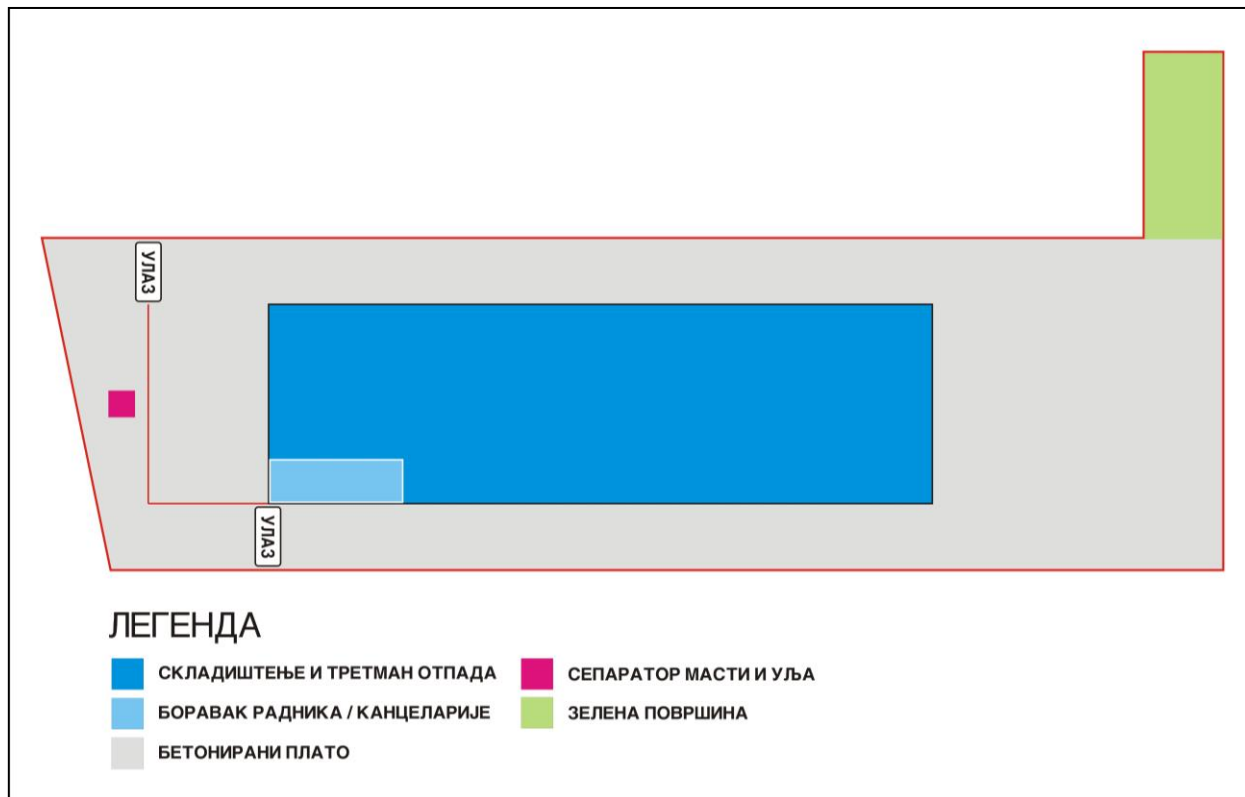 УЛАЗ
УЛАЗ
ЛЕГЕНДА
СКЛАДИШТЕЊЕ И ТРЕТМАН ОТПАДА
БОРАВАК РАДНИКА / КАНЦЕЛАРИЈЕ
БЕТОНИРАНИ ПЛАТО
СЕПАРАТОР МАСТИ И УЉА
ЗЕЛЕНА ПОВРШИНА